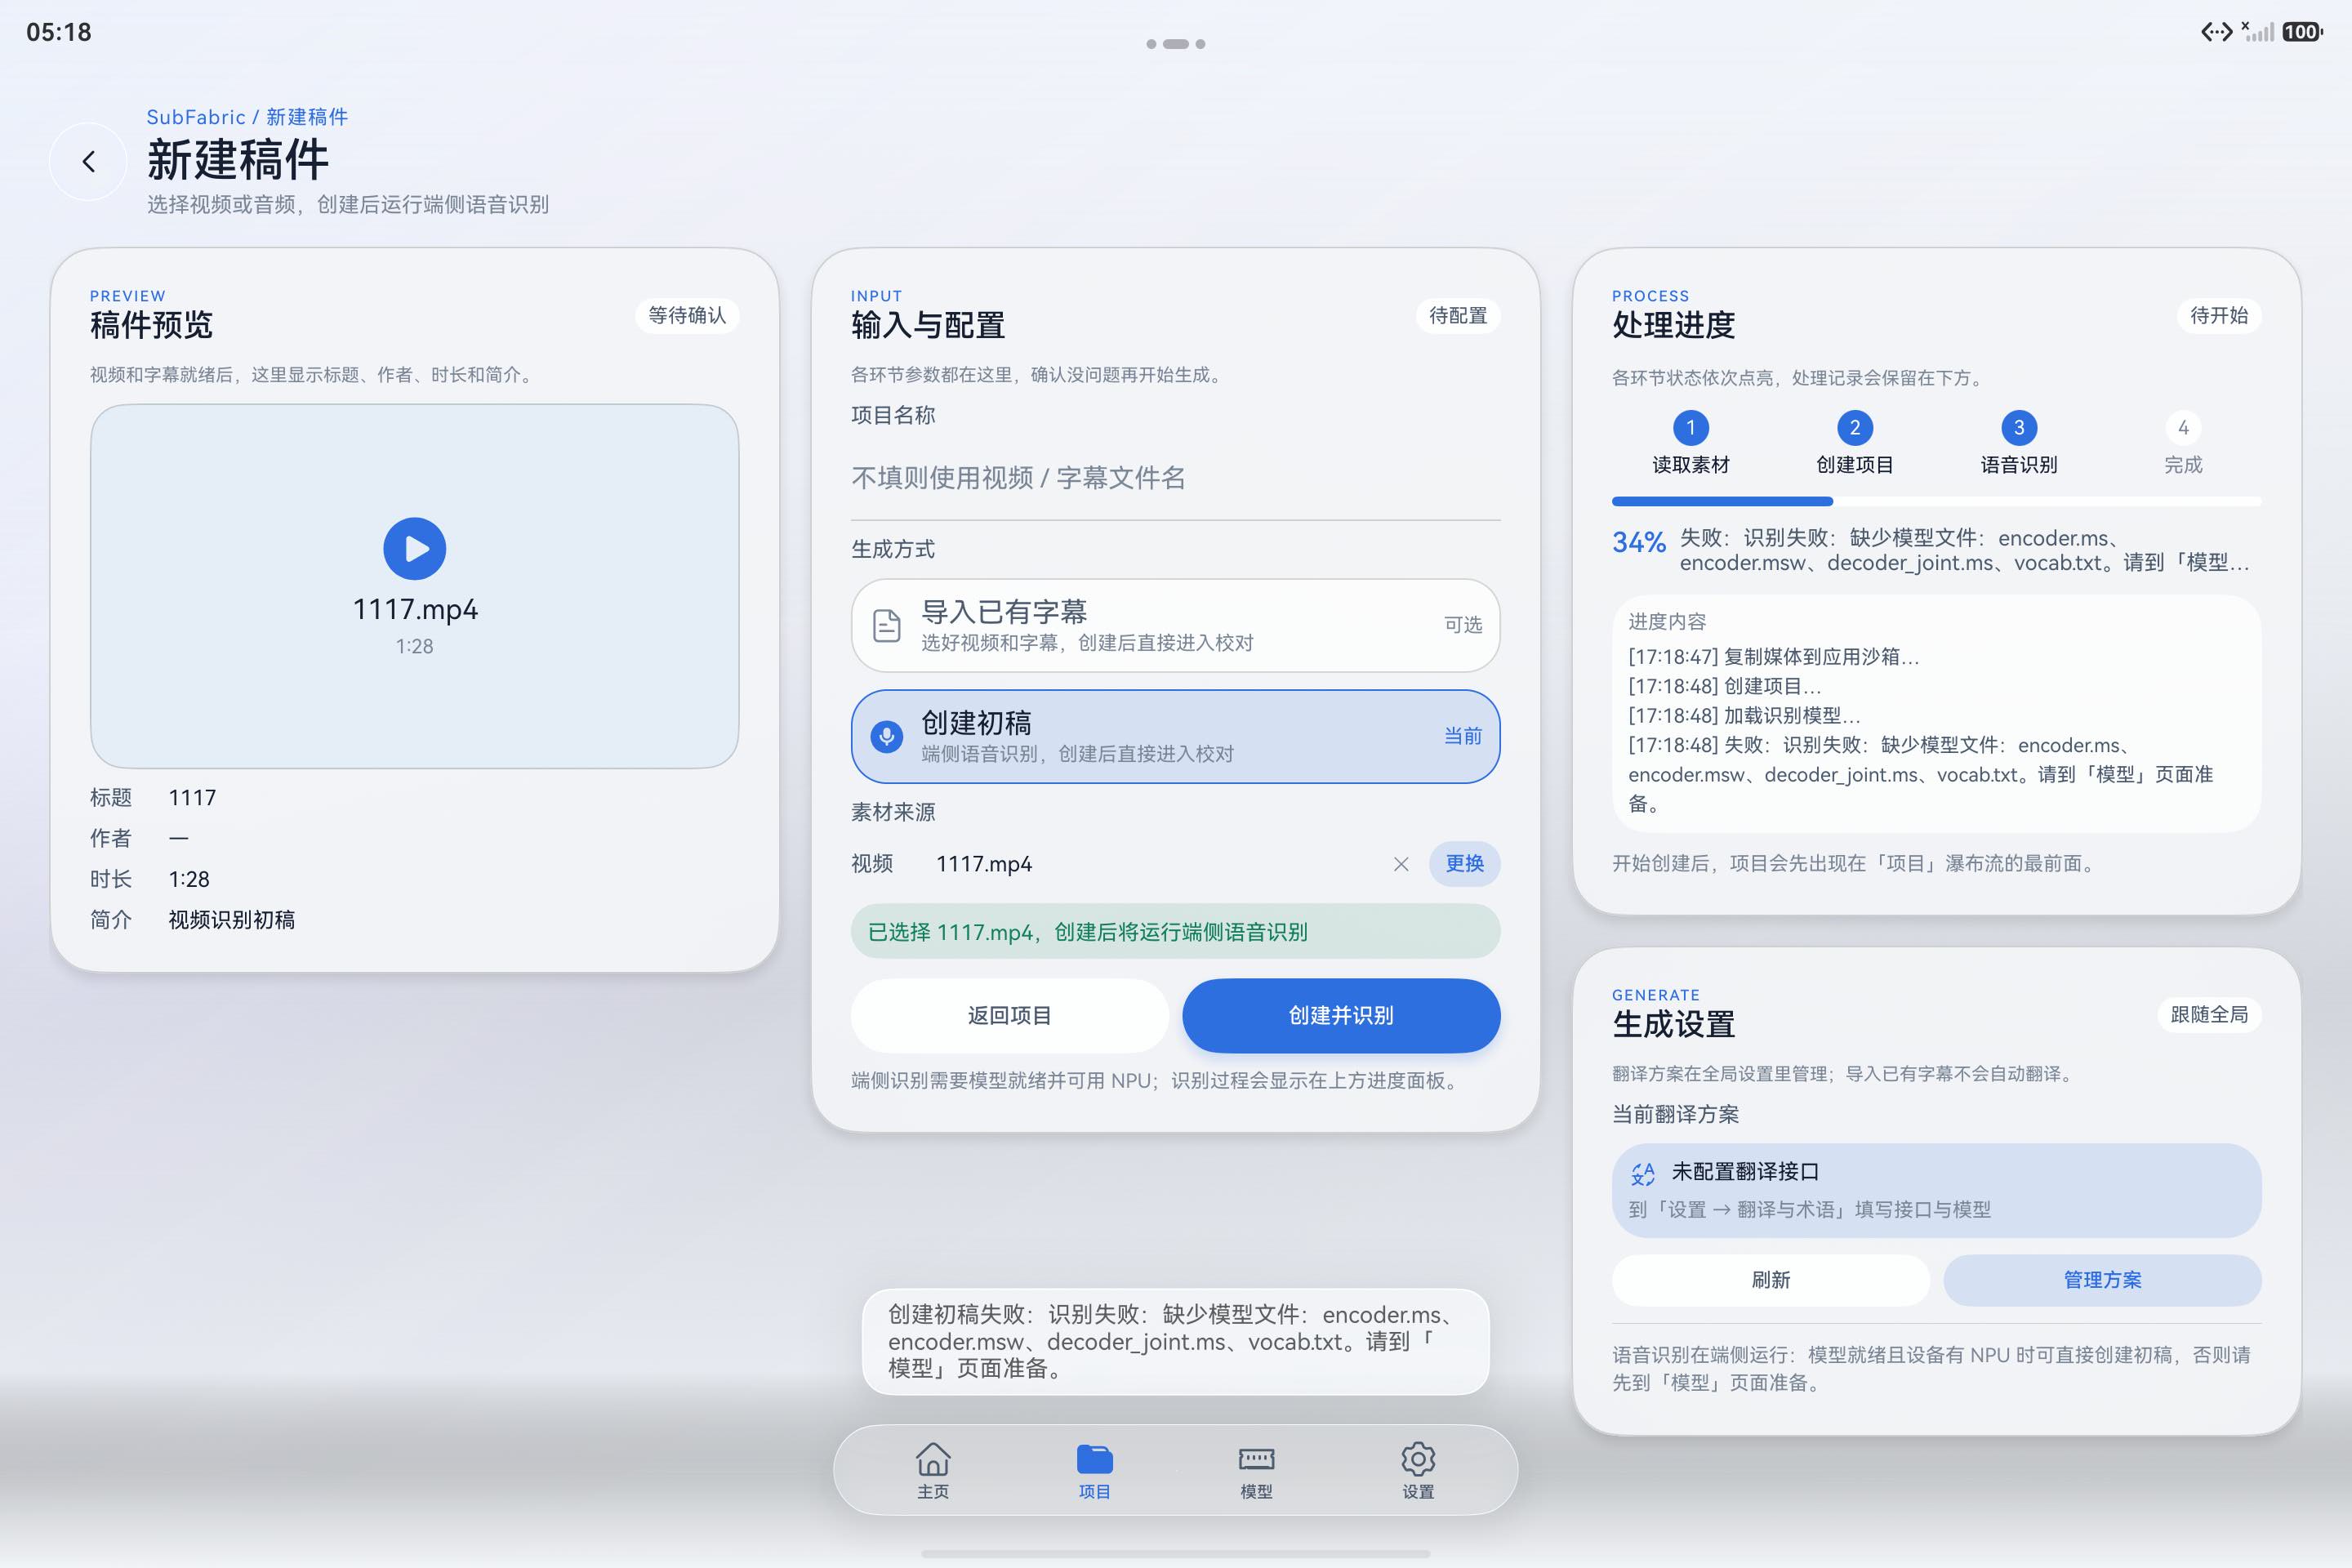 05:18
100
SubFabric / 新建稿件
新建稿件
选择视频或音频，创建后运行端侧语音识别
PREVIEW
稿件预览
等待确认
视频和字幕就绪后，这里显示标题、作者、时长和简介。
1117.mp4
1:28
标题 1117
作者 —
时长 1:28
简介 视频识别初稿
INPUT
输入与配置
待配置
各环节参数都在这里，确认没问题再开始生成。
项目名称
不填则使用视频 / 字幕文件名
生成方式
导入已有字幕
选好视频和字幕，创建后直接进入校对
可选
创建初稿
端侧语音识别，创建后直接进入校对
当前
素材来源
视频 1117.mp4 更换
已选择 1117.mp4，创建后将运行端侧语音识别
返回项目
创建并识别
端侧识别需要模型就绪并可用 NPU；识别过程会显示在上方进度面板。
PROCESS
处理进度
待开始
各环节状态依次点亮，处理记录会保留在下方。
1 2 3 4
读取素材 创建项目 语音识别 完成
34% 失败：识别失败：缺少模型文件：encoder.ms、
encoder.msw、decoder_joint.ms、vocab.txt。请到「模型...
进度内容
[17:18:47] 复制媒体到应用沙箱...
[17:18:48] 创建项目...
[17:18:48] 加载识别模型...
[17:18:48] 失败：识别失败：缺少模型文件：encoder.ms、
encoder.msw、decoder_joint.ms、vocab.txt。请到「模型」页面准
备。
开始创建后，项目会先出现在「项目」瀑布流的最前面。
GENERATE
生成设置
跟随全局
翻译方案在全局设置里管理；导入已有字幕不会自动翻译。
当前翻译方案
未配置翻译接口
到「设置 → 翻译与术语」填写接口与模型
刷新
管理方案
语音识别在端侧运行：模型就绪且设备有 NPU 时可直接创建初稿，否则请
先到「模型」页面准备。
创建初稿失败：识别失败：缺少模型文件：encoder.ms、
encoder.msw、decoder_joint.ms、vocab.txt。请到「
模型」页面准备。
主页 项目 模型 设置